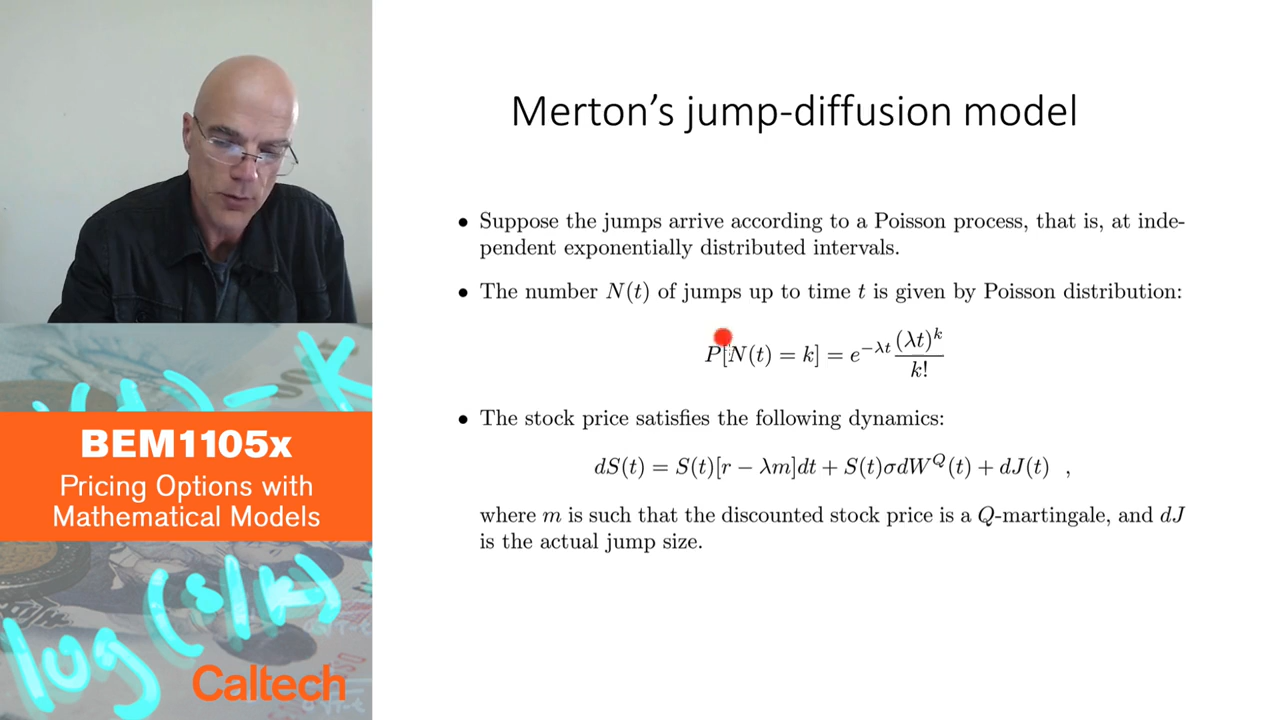 Merton's jump-diffusion model
• Suppose the jumps arrive according to a Poisson process, that is, at inde-
pendent exponentially distributed intervals.
• The number N(t) of jumps up to time t is given by Poisson distribution:
P[N(t) = k] = e^{−λt} (λt)^k / k!
• The stock price satisfies the following dynamics:
dS(t) = S(t)[r − λm]dt + S(t)σdW^Q(t) + dJ(t) ,
where m is such that the discounted stock price is a Q-martingale, and dJ
is the actual jump size.
BEM1105x
Pricing Options with
Mathematical Models
log (s/k)
Caltech